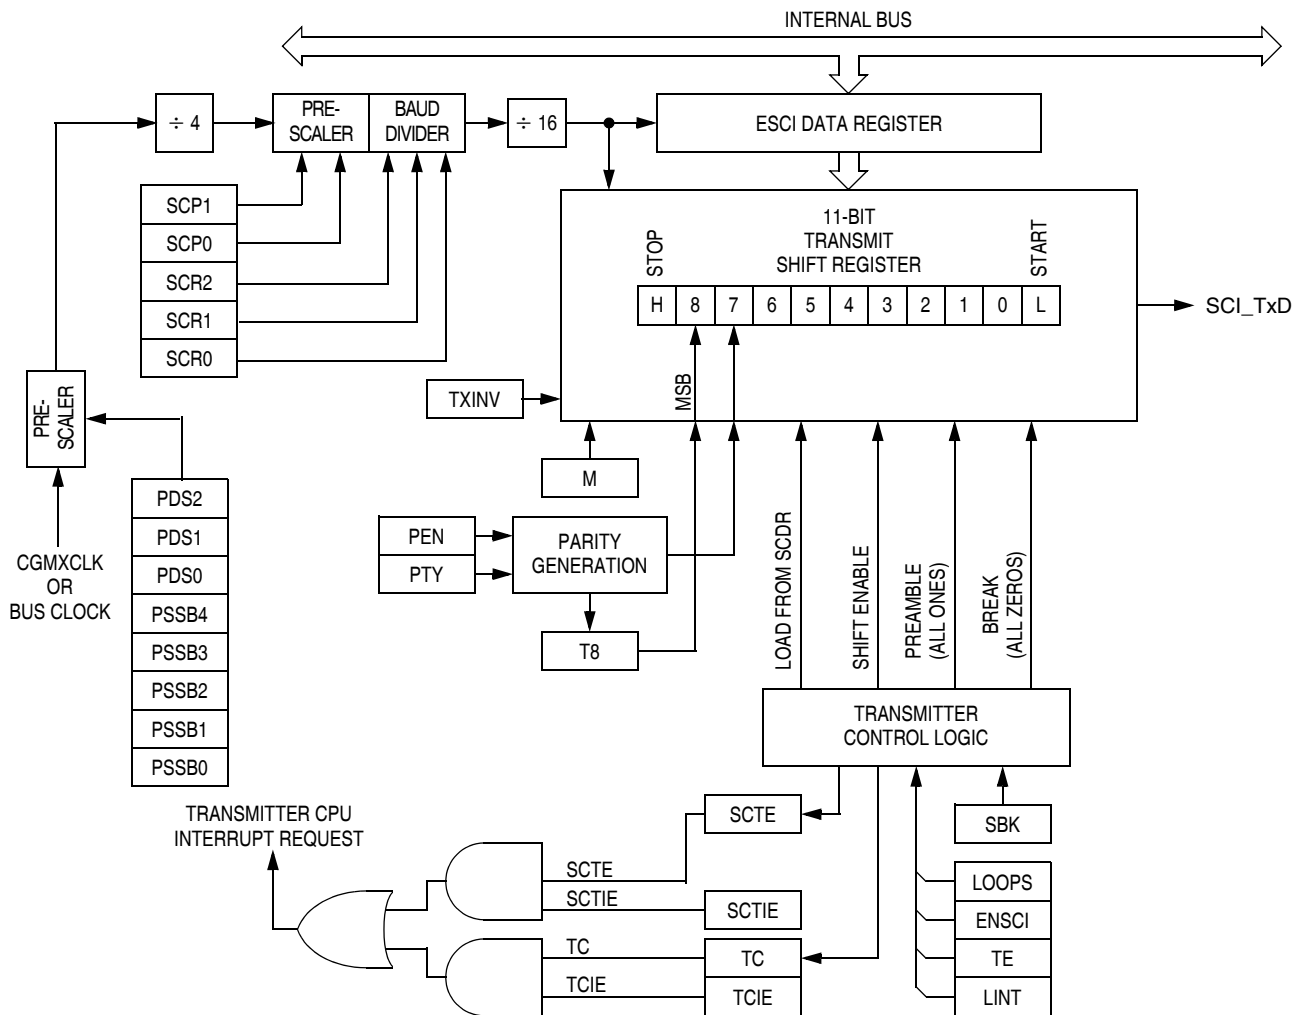 INTERNAL BUS
÷ 4
PRE-
SCALER
BAUD
DIVIDER
÷ 16
ESCI DATA REGISTER
SCP1
SCP0
SCR2
SCR1
SCR0
11-BIT
TRANSMIT
SHIFT REGISTER
STOP
START
H 8 7 6 5 4 3 2 1 0 L
SCI_TxD
PRE-
SCALER
TXINV
MSB
M
CGMXCLK
OR
BUS CLOCK
PDS2
PDS1
PDS0
PSSB4
PSSB3
PSSB2
PSSB1
PSSB0
PEN
PTY
PARITY
GENERATION
T8
LOAD FROM SCDR
SHIFT ENABLE
PREAMBLE
(ALL ONES)
BREAK
(ALL ZEROS)
TRANSMITTER
CONTROL LOGIC
TRANSMITTER CPU
INTERRUPT REQUEST
SCTE
SBK
SCTE
SCTIE
SCTIE
LOOPS
ENSCI
TE
LINT
TC
TC
TCIE
TCIE